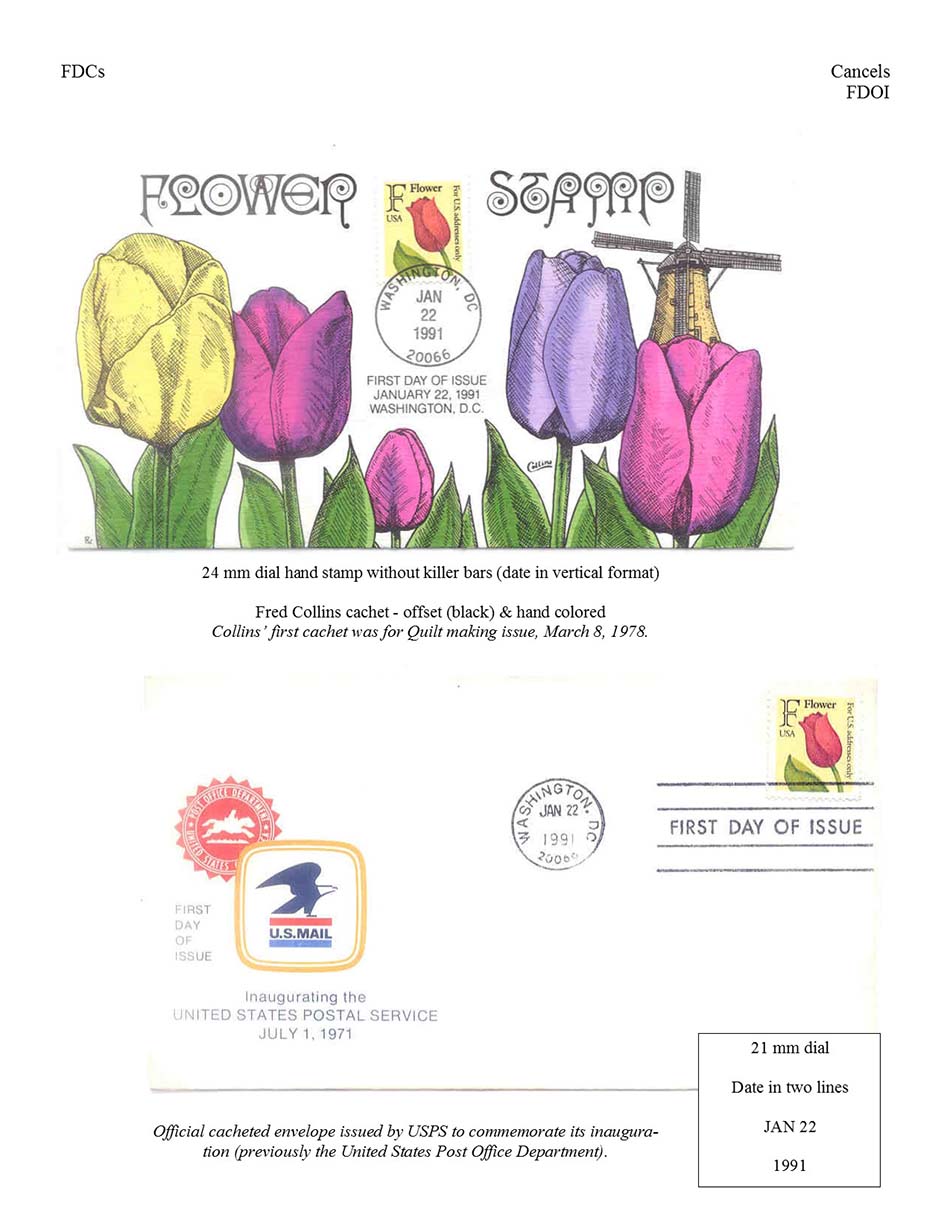 FDCs
Cancels
FDOI
FLOWER STAMP
F Flower
USA
For U.S. addresses only
WASHINGTON, DC
JAN
22
1991
20066
FIRST DAY OF ISSUE
JANUARY 22, 1991
WASHINGTON, D.C.
Collins
24 mm dial hand stamp without killer bars (date in vertical format)
Fred Collins cachet - offset (black) & hand colored
Collins’ first cachet was for Quilt making issue, March 8, 1978.
F Flower
USA
For U.S. addresses only
WASHINGTON, DC
JAN 22
1991
20066
FIRST DAY OF ISSUE
POST OFFICE DEPARTMENT
UNITED STATES
U.S.MAIL
FIRST
DAY
OF
ISSUE
Inaugurating the
UNITED STATES POSTAL SERVICE
JULY 1, 1971
21 mm dial
Date in two lines
JAN 22
1991
Official cacheted envelope issued by USPS to commemorate its inaugura-
tion (previously the United States Post Office Department).